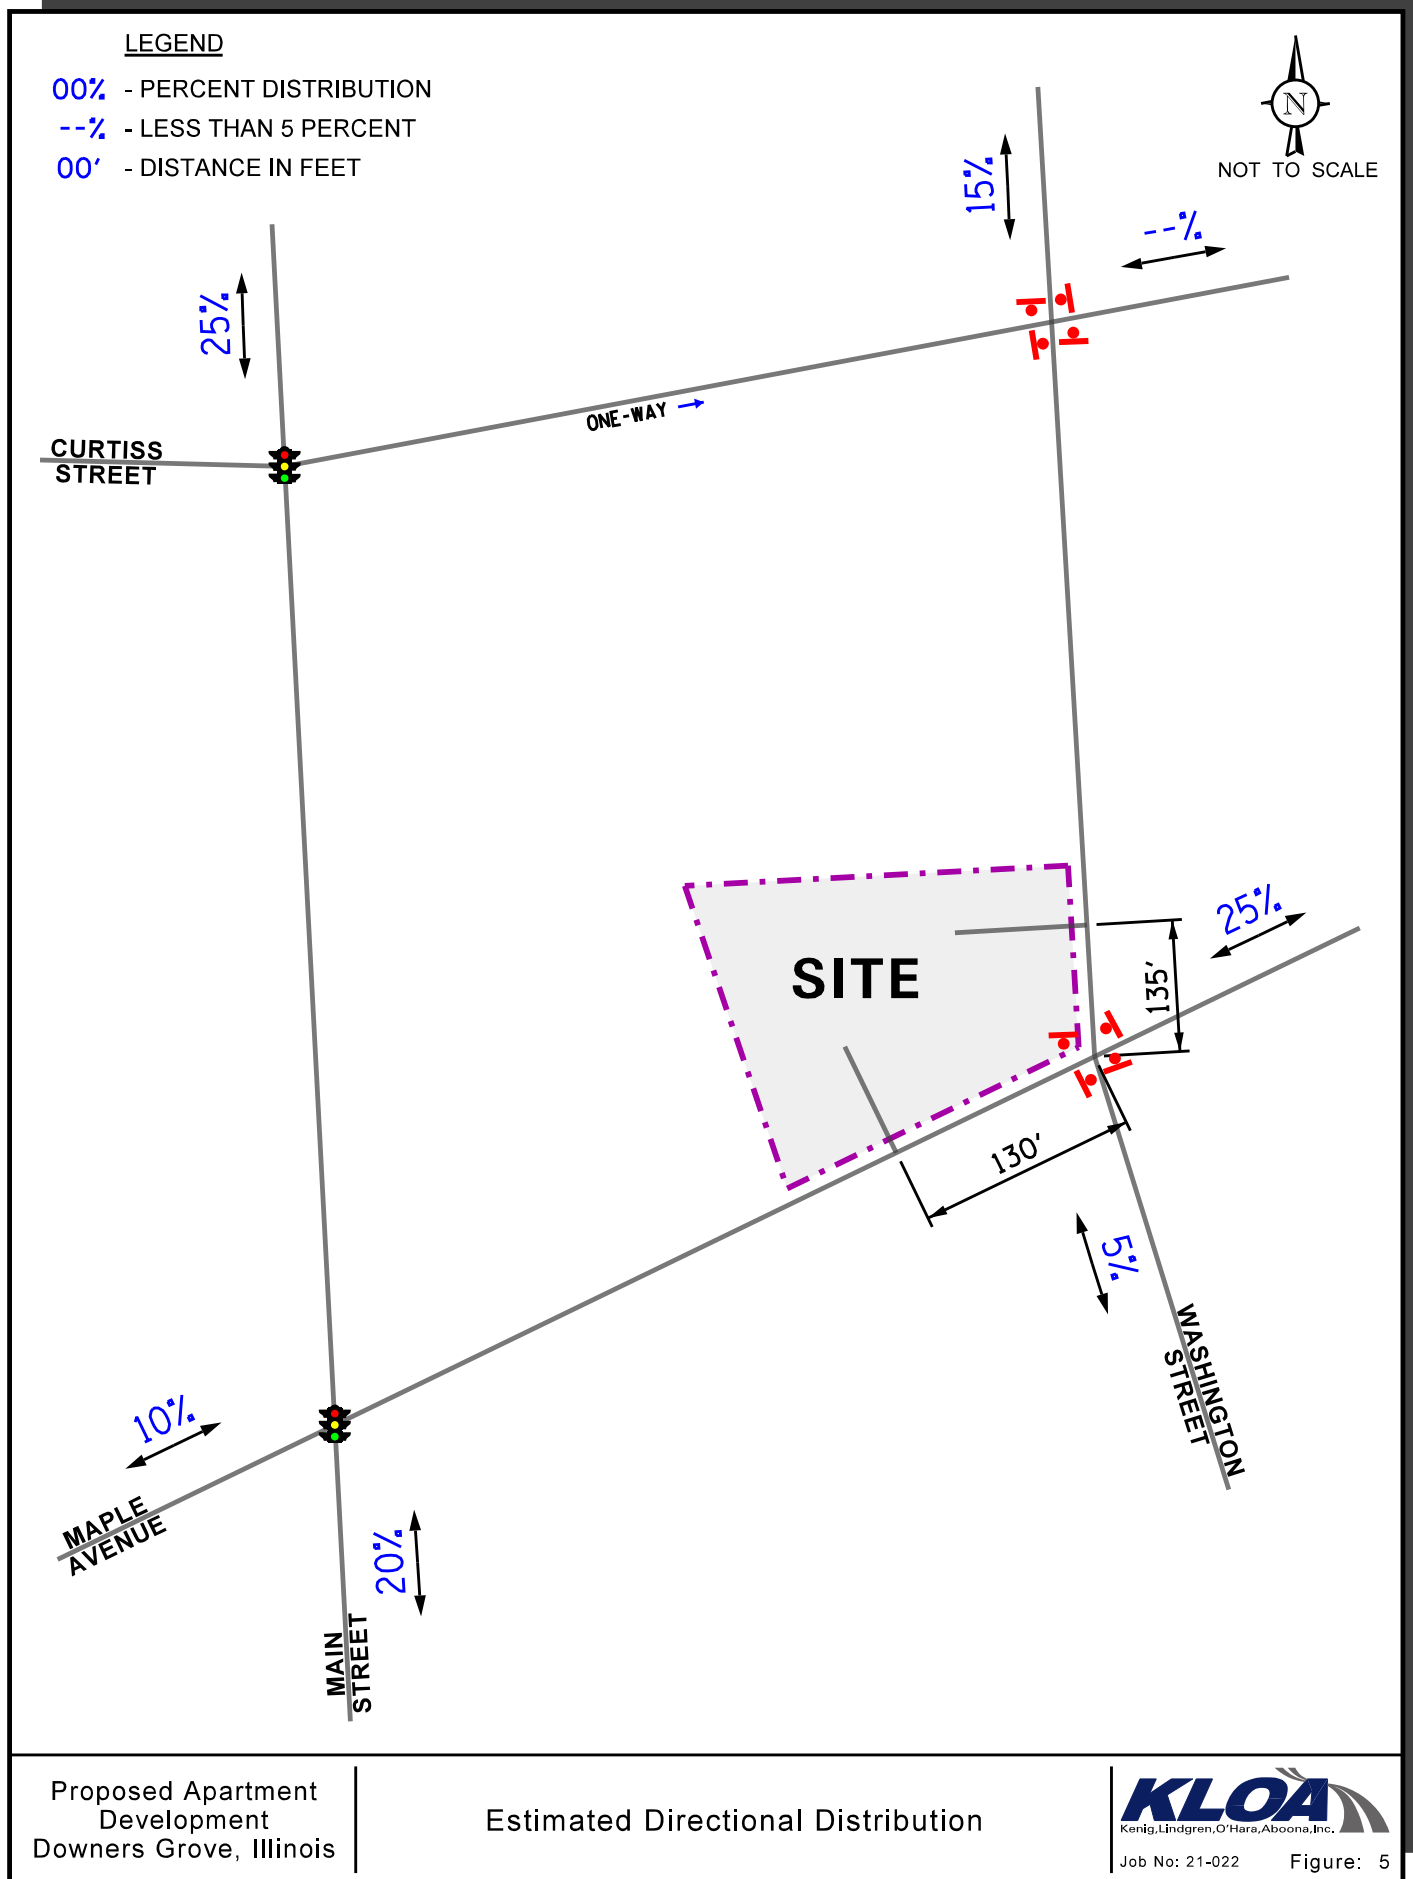 LEGEND
00% - PERCENT DISTRIBUTION
--% - LESS THAN 5 PERCENT
00' - DISTANCE IN FEET
N
NOT TO SCALE
15%
--%
25%
ONE-WAY
CURTISS
STREET
25%
SITE
135'
130'
5%
WASHINGTON
STREET
10%
MAPLE
AVENUE
20%
MAIN
STREET
Proposed Apartment
Development
Downers Grove, Illinois
Estimated Directional Distribution
KLOA
Kenig,Lindgren,O'Hara,Aboona,Inc.
Job No: 21-022
Figure: 5